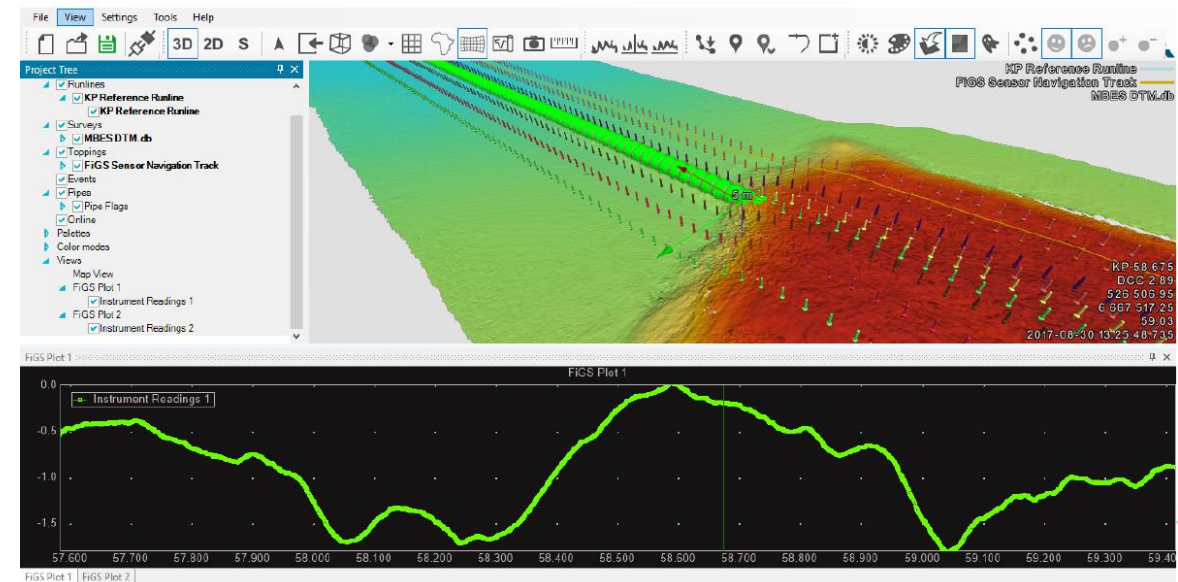 File View Settings Tools Help
3D 2D S
Project Tree
Runlines
KP Reference Runline
KP Reference Runline
Surveys
MBES DTM.db
Toppings
FiGS Sensor Navigation Track
Events
Pipes
Pipe Flags
Online
Palettes
Color modes
Views
Map View
FiGS Plot 1
Instrument Readings 1
FiGS Plot 2
Instrument Readings 2
KP Reference Runline
FiGS Sensor Navigation Track
MBES DTM.db
5 m
KP 58.675
DCC 2.89
526 506.95
6 667 517.25
59.03
2017-08-30 13:25:48.735
FiGS Plot 1
FiGS Plot 1
Instrument Readings 1
0.0
-0.5
-1.0
-1.5
57.600 57.700 57.800 57.900 58.000 58.100 58.200 58.300 58.400 58.500 58.600 58.700 58.800 58.900 59.000 59.100 59.200 59.300 59.40
FiGS Plot 1 FiGS Plot 2